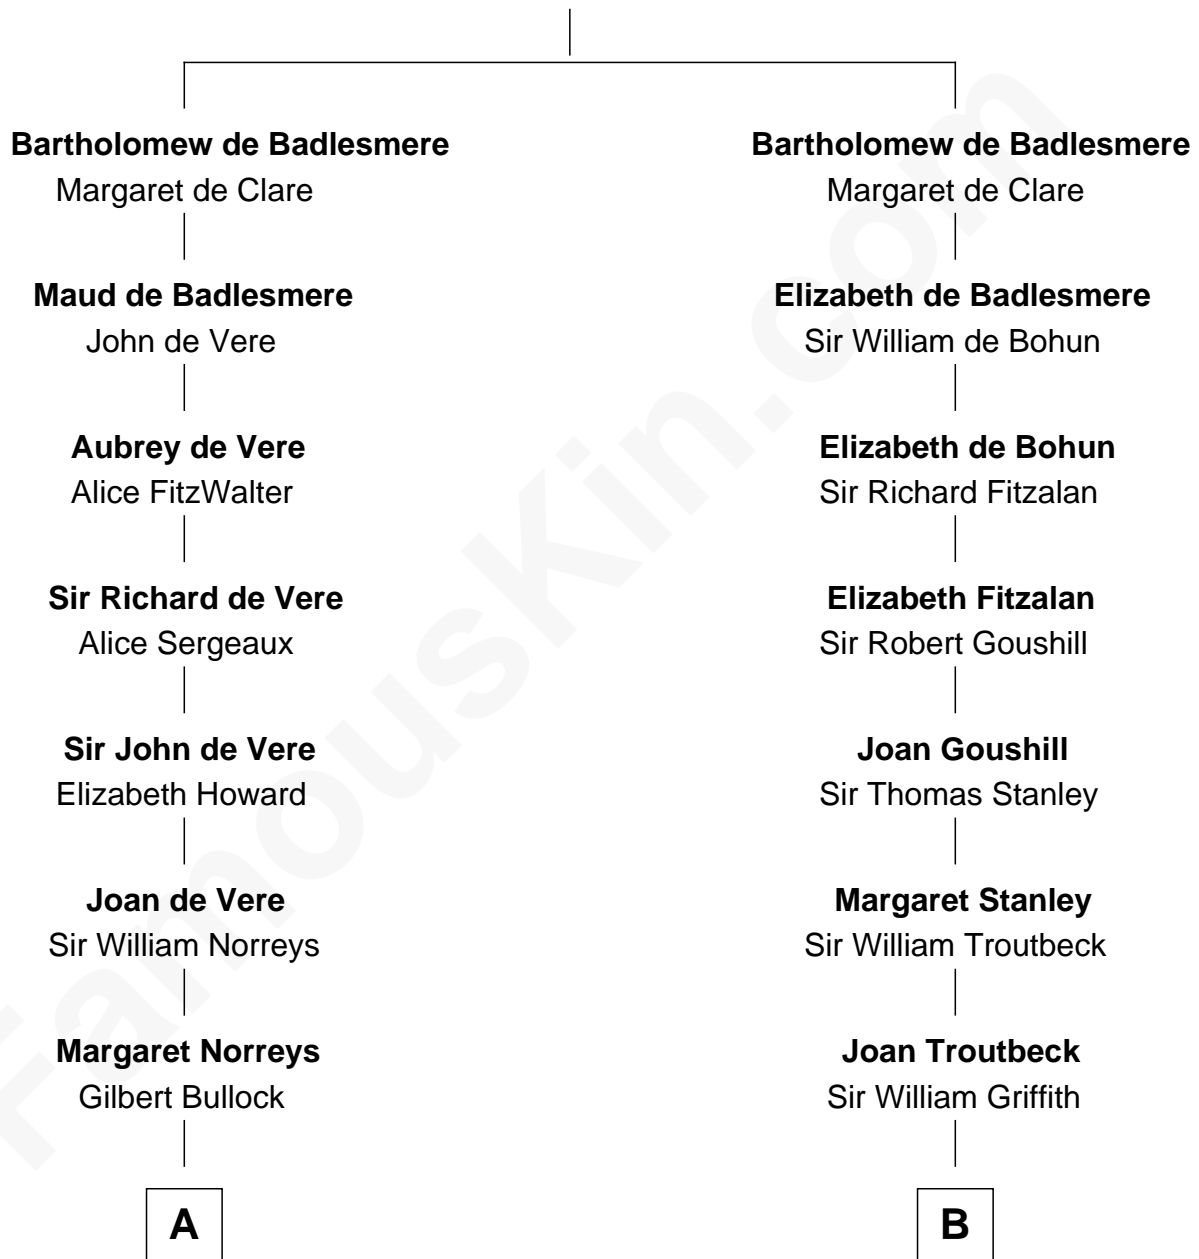 Bartholomew de Badlesmere
Margaret de Clare
Maud de Badlesmere
John de Vere
Aubrey de Vere
Alice FitzWalter
Sir Richard de Vere
Alice Sergeaux
Sir John de Vere
Elizabeth Howard
Joan de Vere
Sir William Norreys
Margaret Norreys
Gilbert Bullock
A
Bartholomew de Badlesmere
Margaret de Clare
Elizabeth de Badlesmere
Sir William de Bohun
Elizabeth de Bohun
Sir Richard Fitzalan
Elizabeth Fitzalan
Sir Robert Goushill
Joan Goushill
Sir Thomas Stanley
Margaret Stanley
Sir William Troutbeck
Joan Troutbeck
Sir William Griffith
B
FamousKin.com